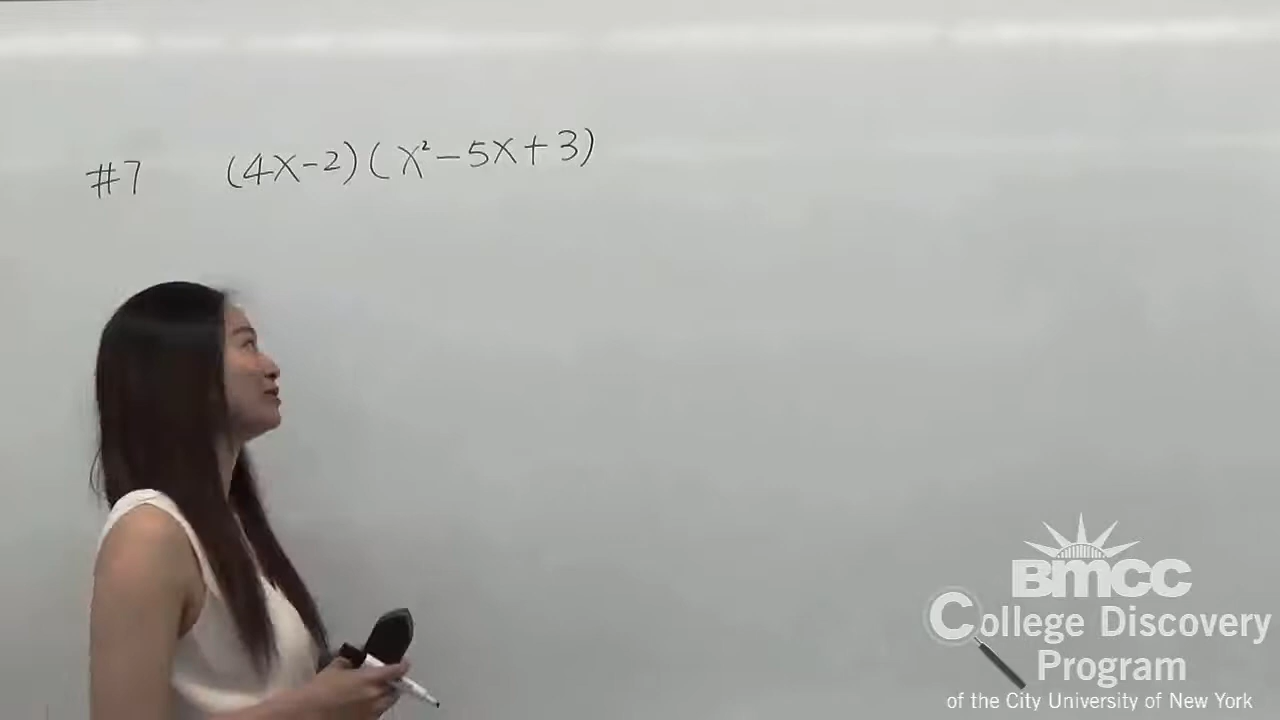 #7 (4x-2)(x²-5x+3)
BMCC
College Discovery
Program
of the City University of New York